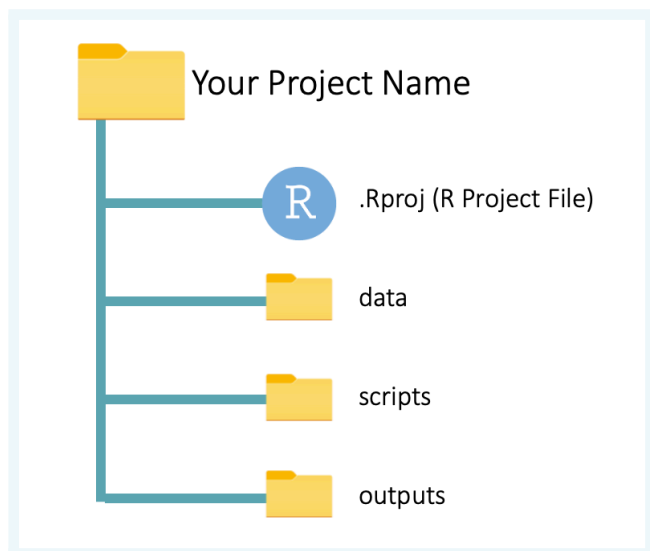 Your Project Name
R .Rproj (R Project File)
data
scripts
outputs